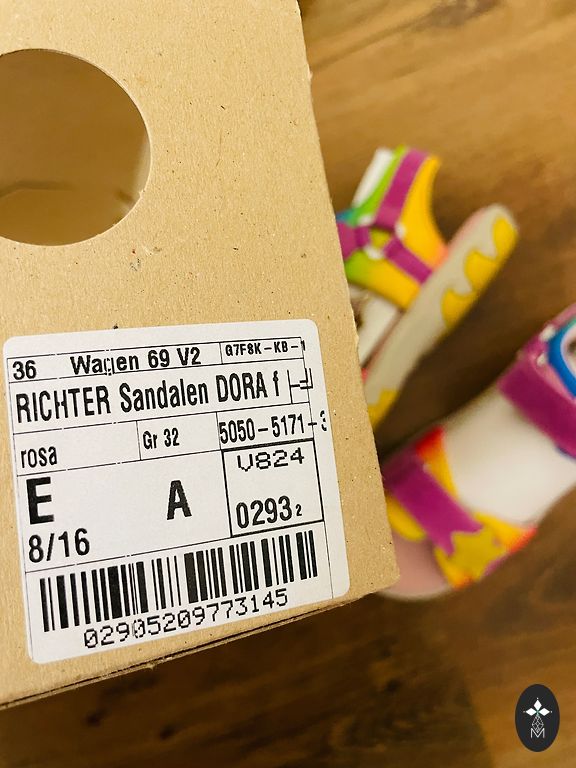 36 Wagen 69 V2 G7F8K-KB-1
RICHTER Sandalen DORA f
rosa Gr 32 5050-5171-3
E A V824
8/16 0293 2
02905209773145
M